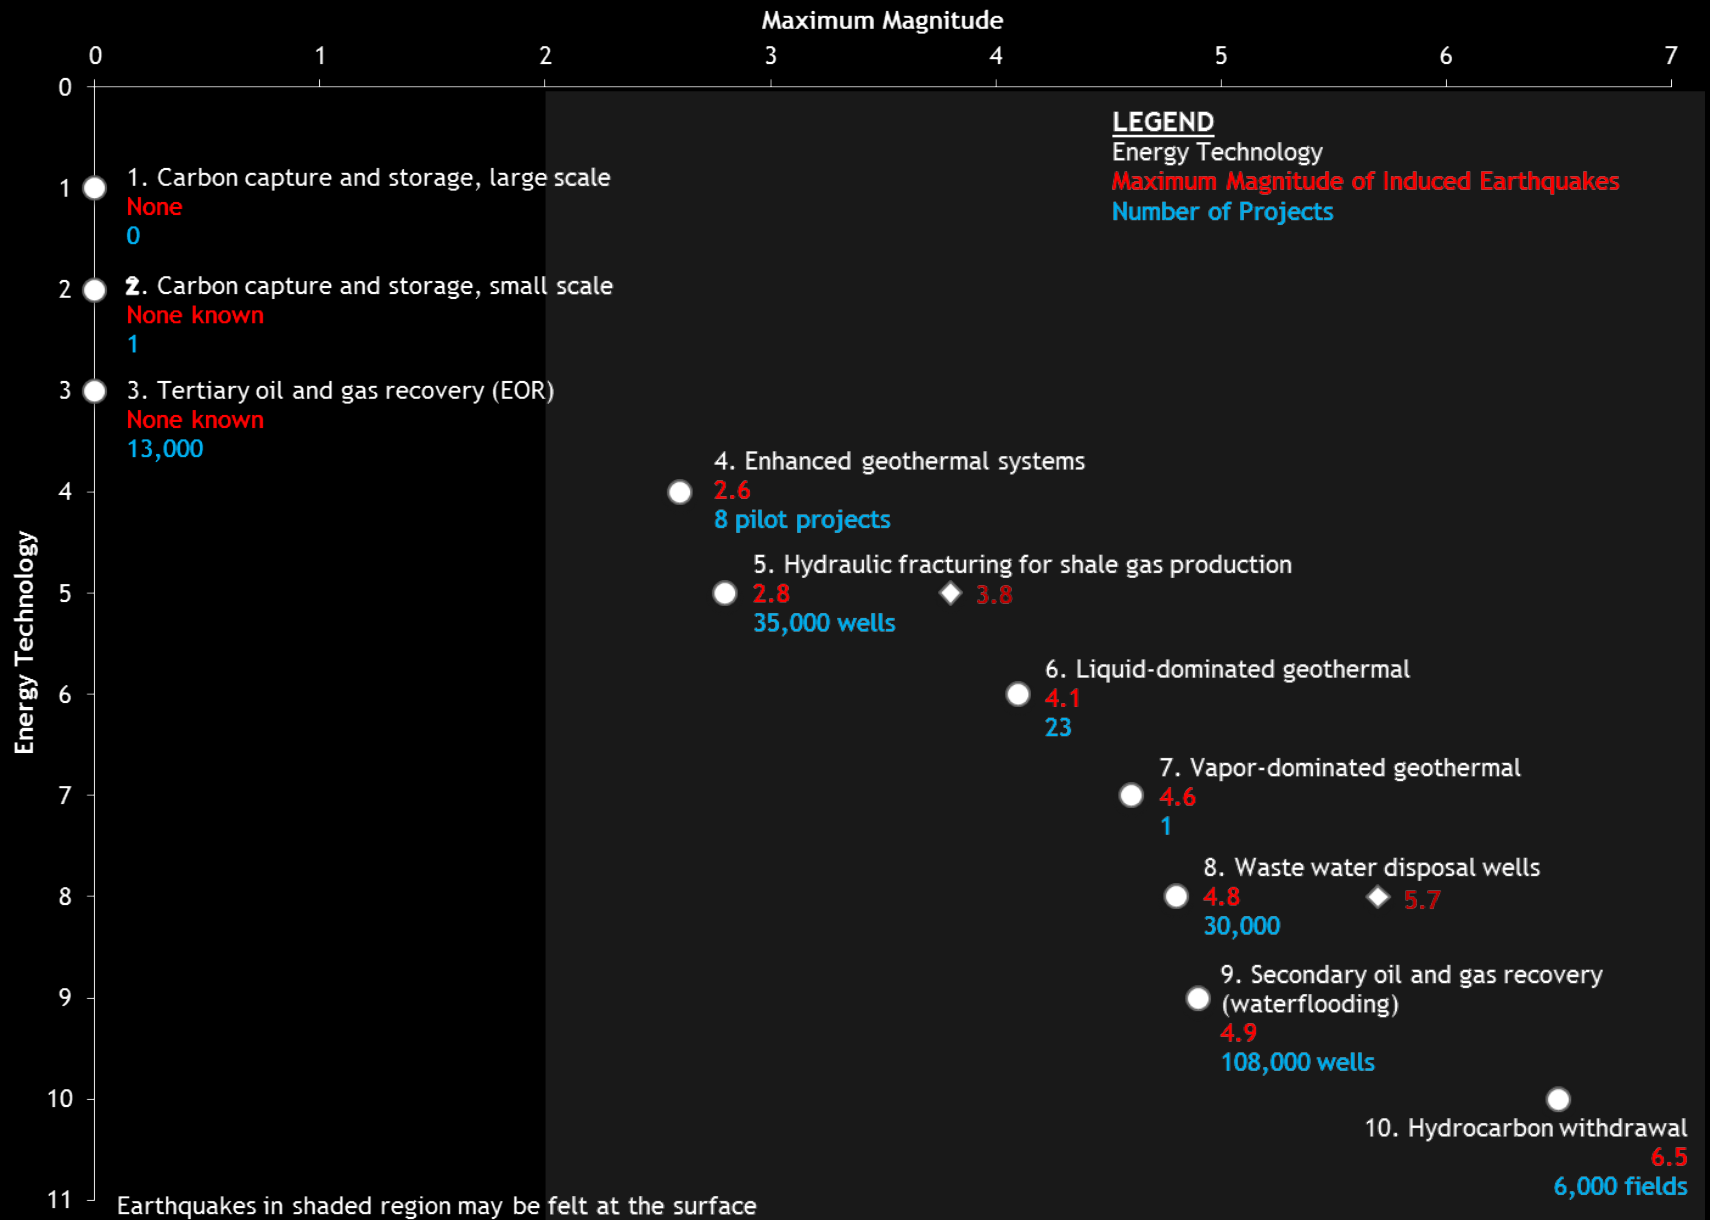 Maximum Magnitude
0 1 2 3 4 5 6 7
0
LEGEND
Energy Technology
Maximum Magnitude of Induced Earthquakes
Number of Projects
1
1. Carbon capture and storage, large scale
None
0
2
2. Carbon capture and storage, small scale
None known
1
3
3. Tertiary oil and gas recovery (EOR)
None known
13,000
4
4. Enhanced geothermal systems
2.6
8 pilot projects
5
5. Hydraulic fracturing for shale gas production
2.8 3.8
35,000 wells
Energy Technology
6
6. Liquid-dominated geothermal
4.1
23
7
7. Vapor-dominated geothermal
4.6
1
8
8. Waste water disposal wells
4.8 5.7
30,000
9
9. Secondary oil and gas recovery
(waterflooding)
4.9
108,000 wells
10
10. Hydrocarbon withdrawal
6.5
6,000 fields
11
Earthquakes in shaded region may be felt at the surface